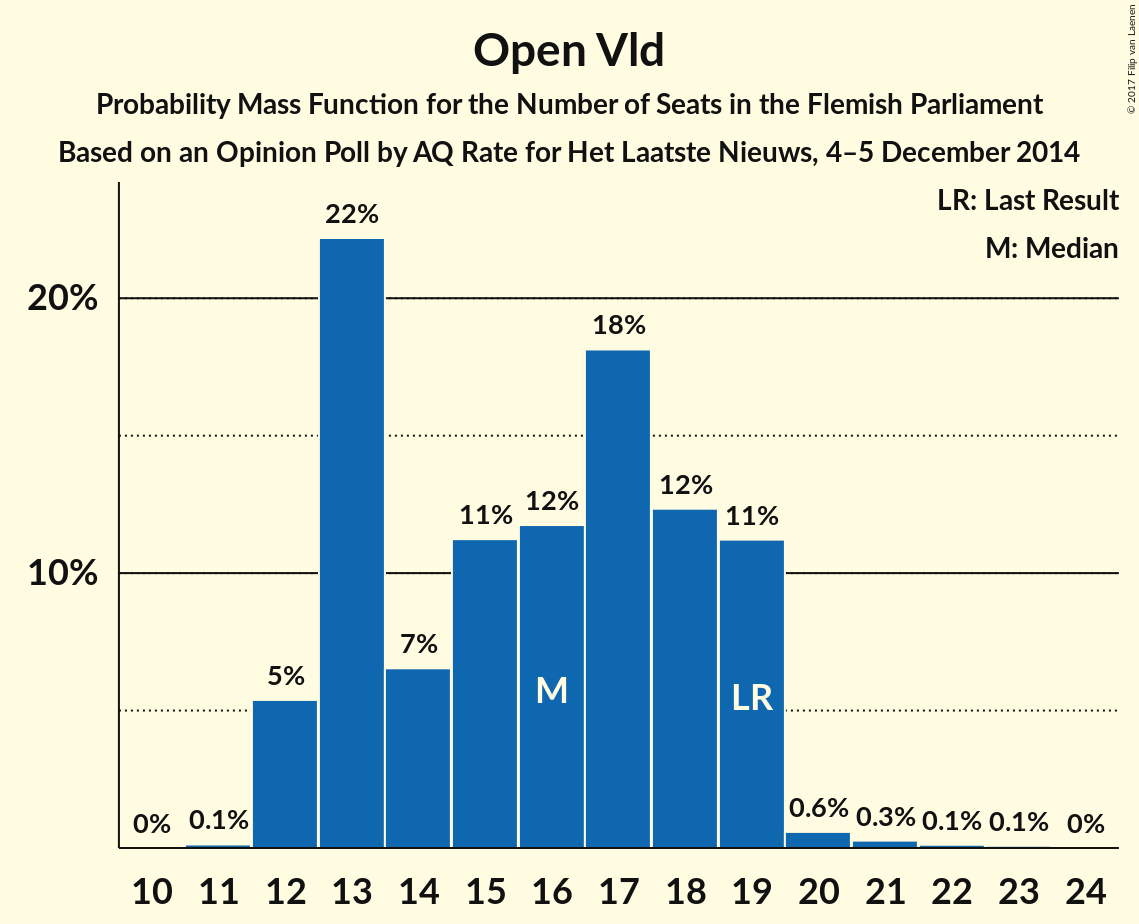 Open Vld
Probability Mass Function for the Number of Seats in the Flemish Parliament
Based on an Opinion Poll by AQ Rate for Het Laatste Nieuws, 4–5 December 2014
© 2017 Filip van Laenen
LR: Last Result
M: Median
20%
10%
0% 0.1% 5% 22% 7% 11% 12% 18% 12% 11% 0.6% 0.3% 0.1% 0.1% 0%
M LR
10 11 12 13 14 15 16 17 18 19 20 21 22 23 24